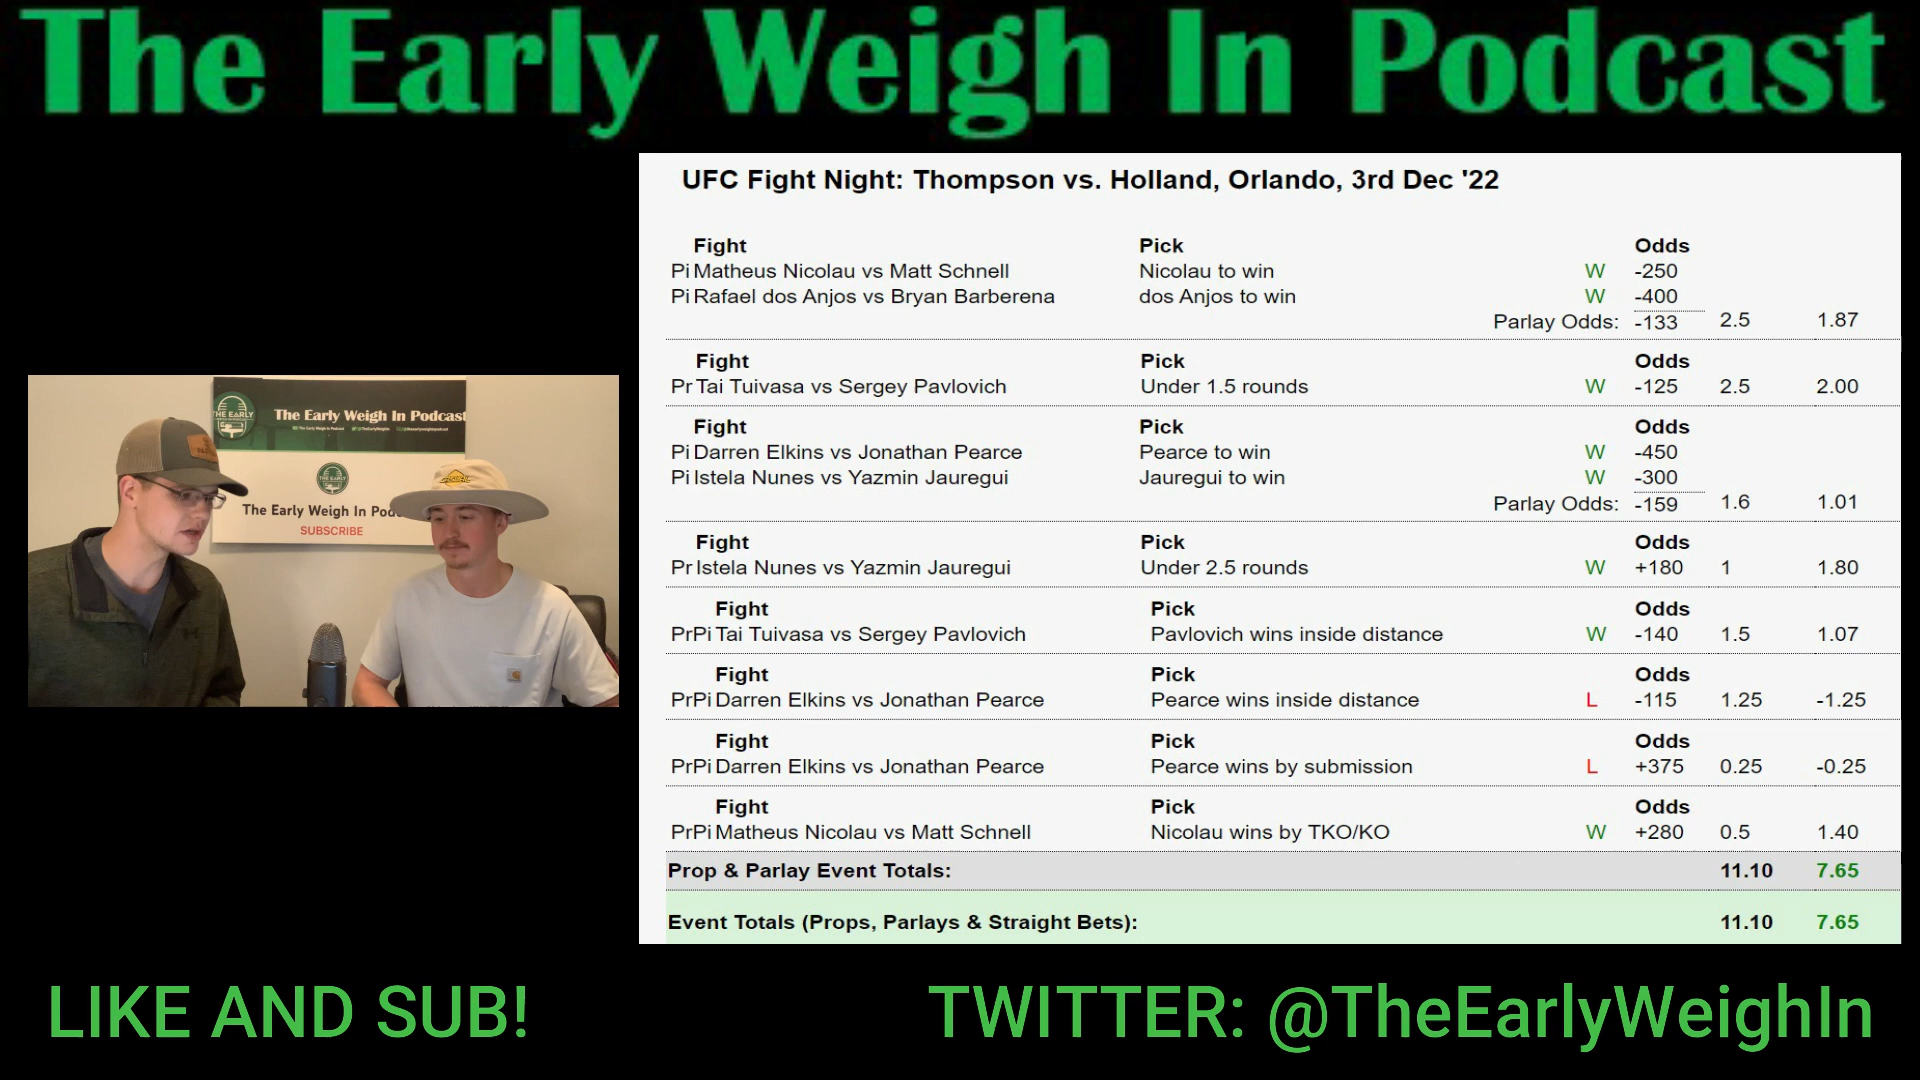 The Early Weigh In Podcast
UFC Fight Night: Thompson vs. Holland, Orlando, 3rd Dec '22
Fight Pick Odds
Pi Matheus Nicolau vs Matt Schnell Nicolau to win W -250
Pi Rafael dos Anjos vs Bryan Barberena dos Anjos to win W -400
Parlay Odds: -133 2.5 1.87
Fight Pick Odds
Pr Tai Tuivasa vs Sergey Pavlovich Under 1.5 rounds W -125 2.5 2.00
Fight Pick Odds
Pi Darren Elkins vs Jonathan Pearce Pearce to win W -450
Pi Istela Nunes vs Yazmin Jauregui Jauregui to win W -300
Parlay Odds: -159 1.6 1.01
Fight Pick Odds
Pr Istela Nunes vs Yazmin Jauregui Under 2.5 rounds W +180 1 1.80
Fight Pick Odds
PrPi Tai Tuivasa vs Sergey Pavlovich Pavlovich wins inside distance W -140 1.5 1.07
Fight Pick Odds
PrPi Darren Elkins vs Jonathan Pearce Pearce wins inside distance L -115 1.25 -1.25
Fight Pick Odds
PrPi Darren Elkins vs Jonathan Pearce Pearce wins by submission L +375 0.25 -0.25
Fight Pick Odds
PrPi Matheus Nicolau vs Matt Schnell Nicolau wins by TKO/KO W +280 0.5 1.40
Prop & Parlay Event Totals: 11.10 7.65
Event Totals (Props, Parlays & Straight Bets): 11.10 7.65
THE EARLY
The Early Weigh In Podcast
The Early Weigh In Pod
SUBSCRIBE
LIKE AND SUB!
TWITTER: @TheEarlyWeighIn